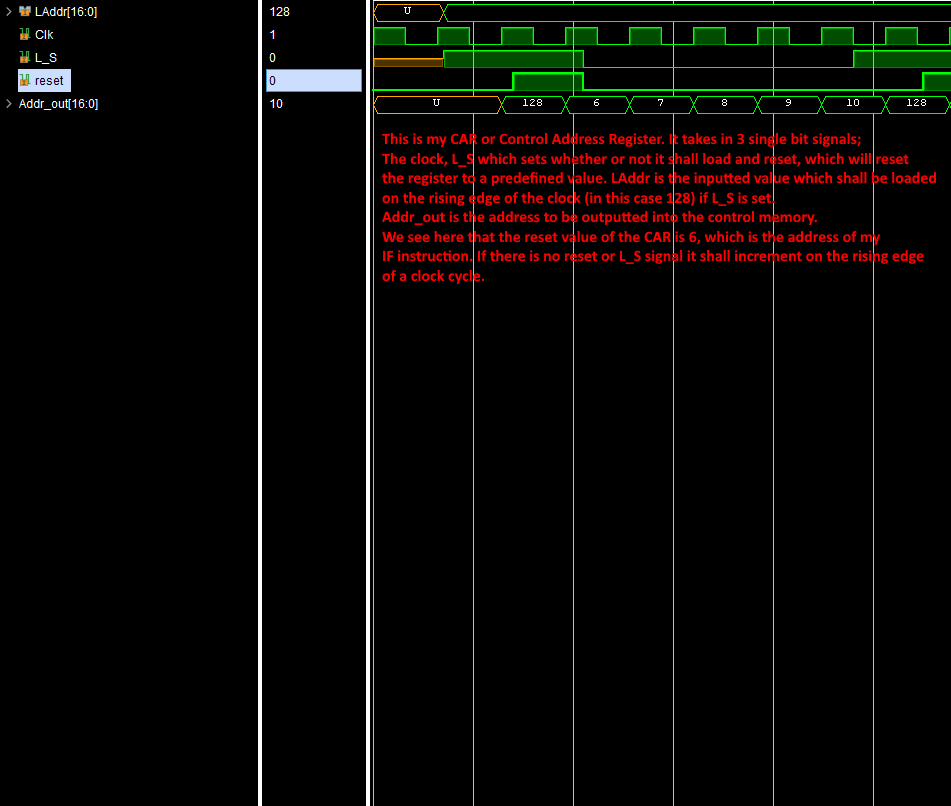 LAddr[16:0] 128 U
Clk 1
L_S 0
reset 0
Addr_out[16:0] 10 U 128 6 7 8 9 10 128
This is my CAR or Control Address Register. It takes in 3 single bit signals;
The clock, L_S which sets whether or not it shall load and reset, which will reset
the register to a predefined value. LAddr is the inputted value which shall be loaded
on the rising edge of the clock (in this case 128) if L_S is set.
Addr_out is the address to be outputted into the control memory.
We see here that the reset value of the CAR is 6, which is the address of my
IF instruction. If there is no reset or L_S signal it shall increment on the rising edge
of a clock cycle.